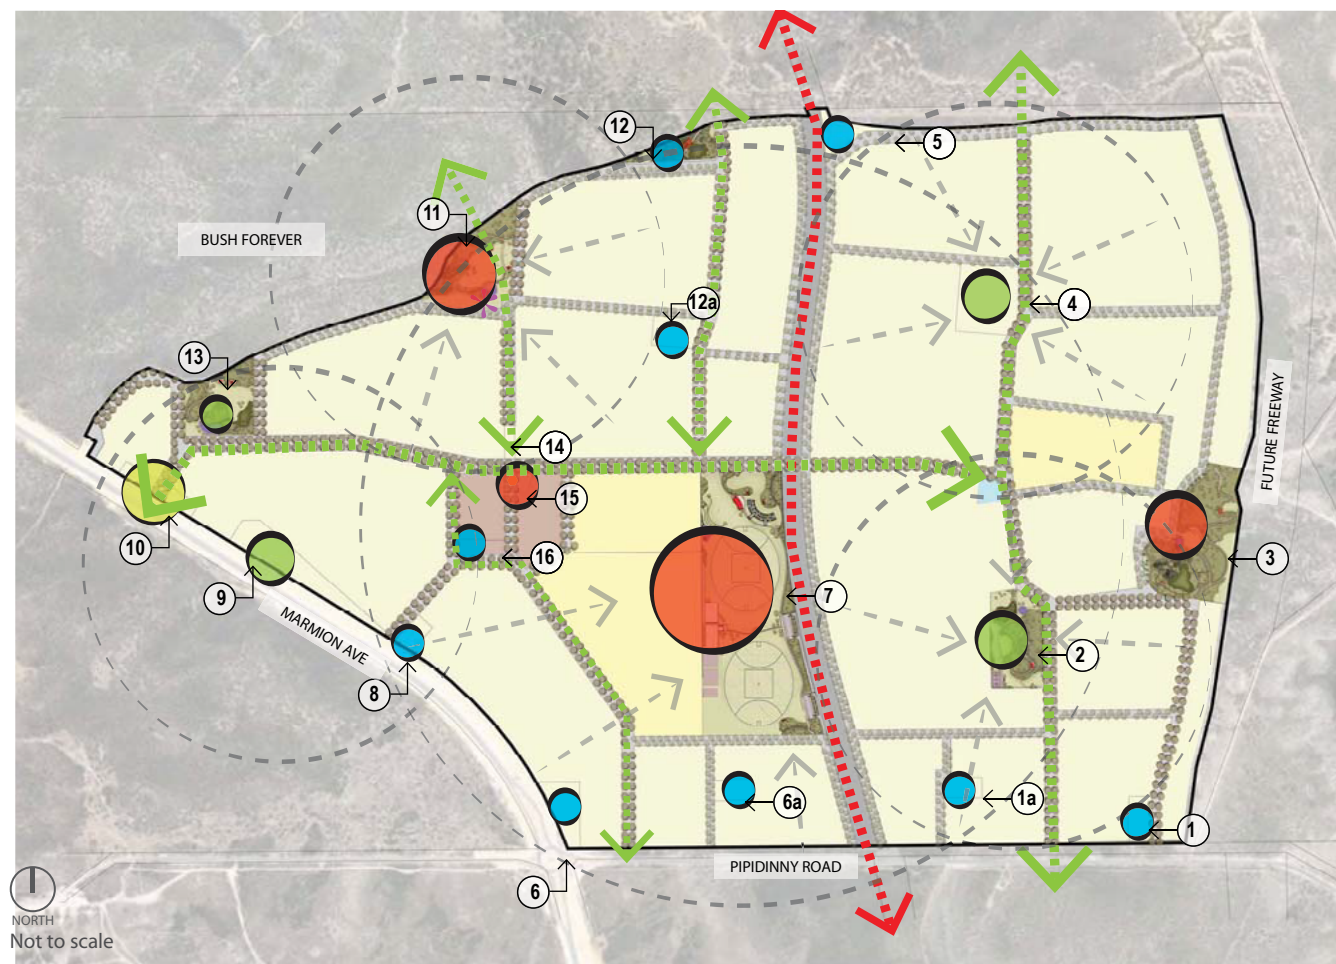 12
5
BUSH FOREVER
11
12a
4
13
FUTURE FREEWAY
14
15
10
16
3
9
7
MARMION AVE
2
8
6a
1a
1
PIPIDINNY ROAD
6
NORTH
Not to scale